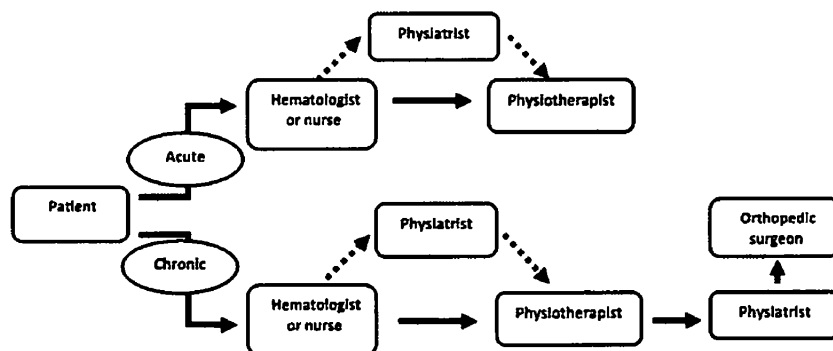 Physiatrist
Hematologist
or nurse
Physiotherapist
Acute
Patient
Chronic
Physiatrist
Orthopedic
surgeon
Hematologist
or nurse
Physiotherapist
Physiatrist